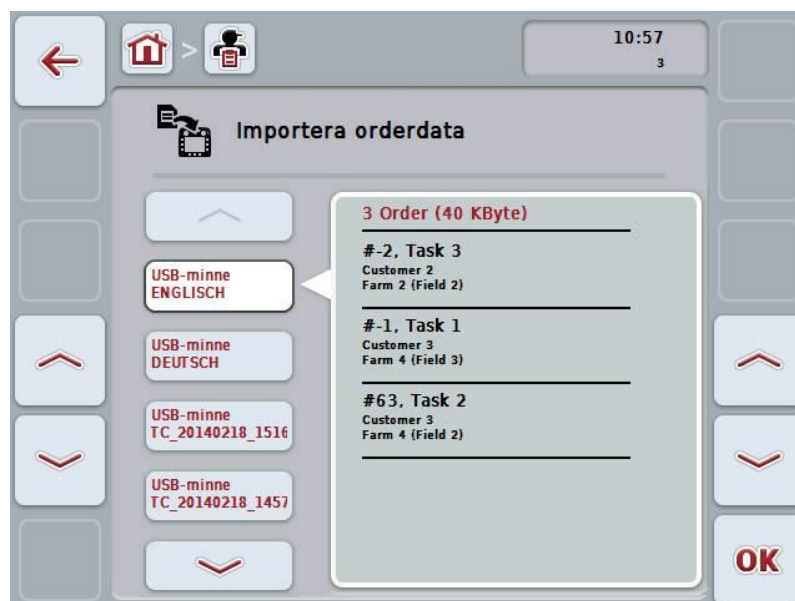 >
10:57
3
Importera orderdata
USB-minne
ENGLISCH
USB-minne
DEUTSCH
USB-minne
TC_20140218_1516
USB-minne
TC_20140218_1457
3 Order (40 KByte)
#-2, Task 3
Customer 2
Farm 2 (Field 2)
#-1, Task 1
Customer 3
Farm 4 (Field 3)
#63, Task 2
Customer 3
Farm 4 (Field 2)
OK